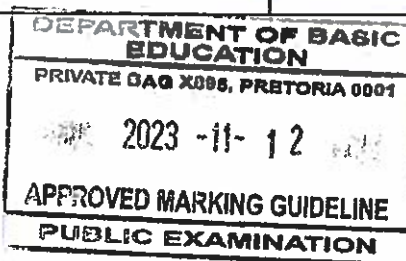 DEPARTMENT OF BASIC
EDUCATION
PRIVATE BAG X895, PRETORIA 0001
2023 -11- 12
APPROVED MARKING GUIDELINE
PUBLIC EXAMINATION